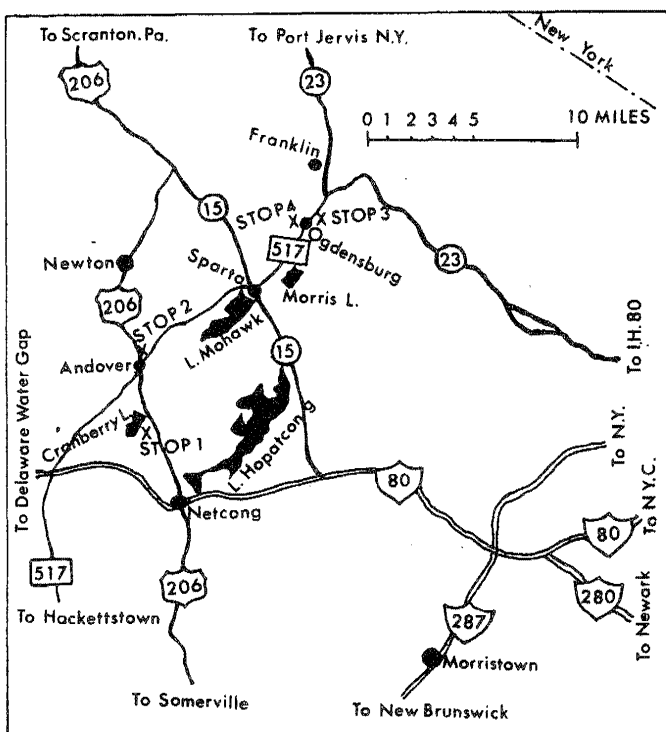 To Scranton. Pa.
To Port Jervis N.Y.
New York
206
23
0 1 2 3 4 5 10 MILES
Franklin
15
STOP 4
STOP 3
Ogdensburg
517
23
Newton
Sparta
Morris L.
206
STOP 2
L. Mohawk
15
To I.H.80
Andover
To Delaware Water Gap
Cranberry L.
STOP 1
L. Hopatcong
To N.Y.
80
To N.Y.C.
Netcong
80
517
206
280
To Newark
To Hackettstown
287
Morristown
To Somerville
To New Brunswick